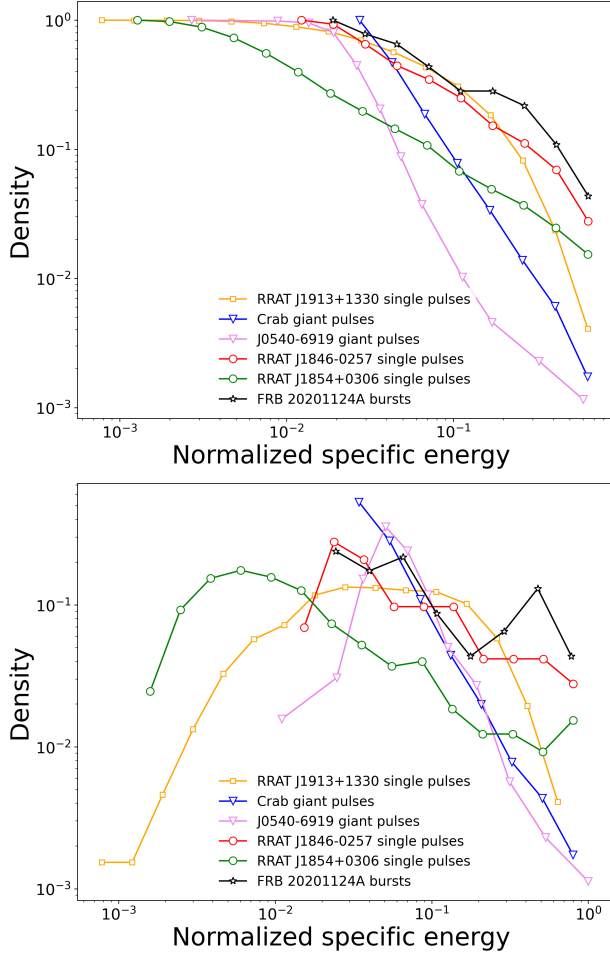 10⁰
10⁻¹
10⁻²
10⁻³
Density
RRAT J1913+1330 single pulses
Crab giant pulses
J0540-6919 giant pulses
RRAT J1846-0257 single pulses
RRAT J1854+0306 single pulses
FRB 20201124A bursts
10⁻³
10⁻²
10⁻¹
Normalized specific energy
10⁻¹
10⁻²
10⁻³
Density
RRAT J1913+1330 single pulses
Crab giant pulses
J0540-6919 giant pulses
RRAT J1846-0257 single pulses
RRAT J1854+0306 single pulses
FRB 20201124A bursts
10⁻³
10⁻²
10⁻¹
10⁰
Normalized specific energy